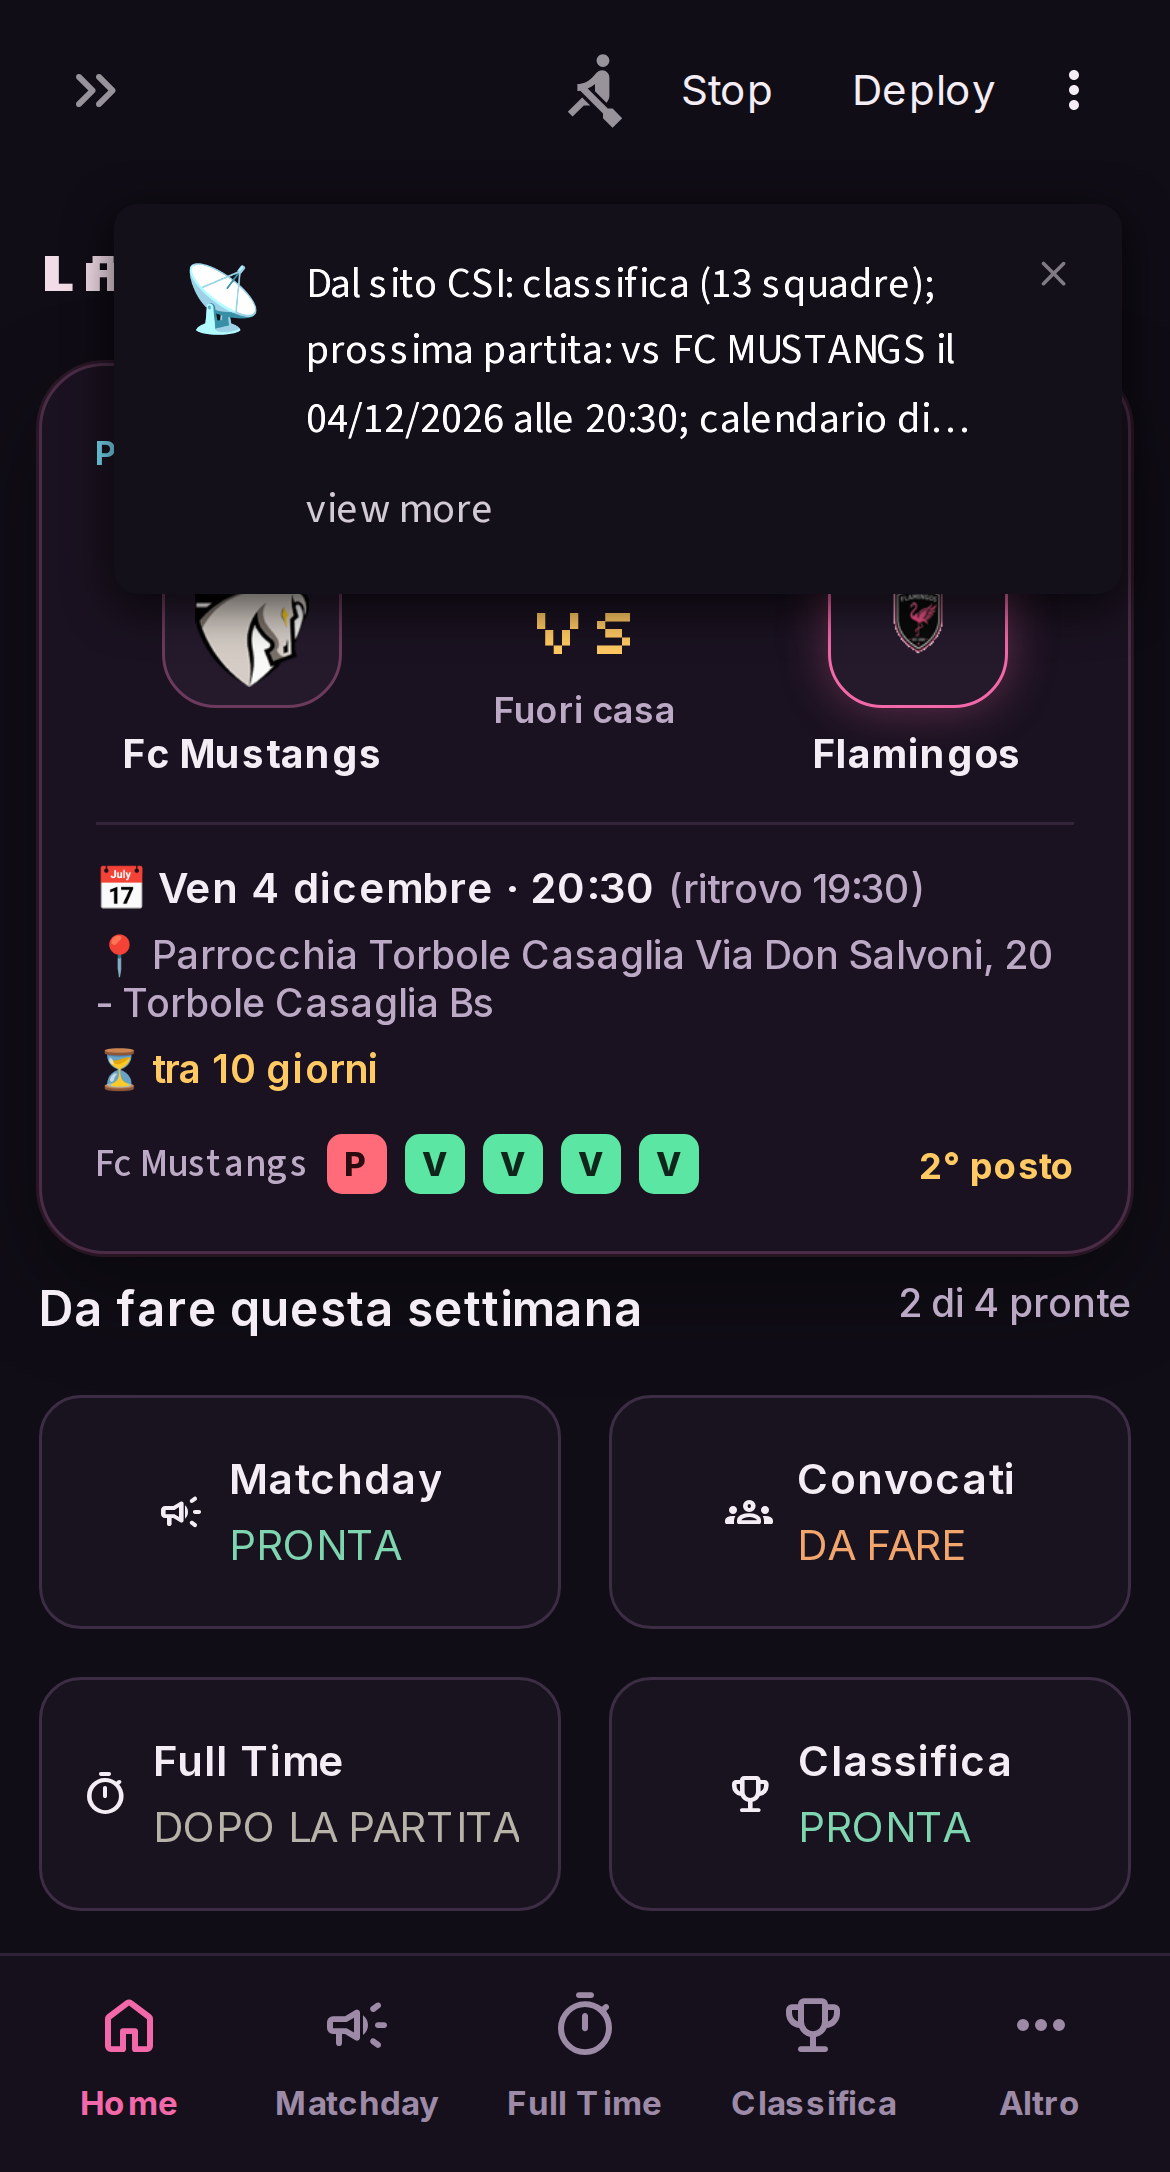 Stop
Deploy
LA
Dal sito CSI: classifica (13 squadre);
prossima partita: vs FC MUSTANGS il
04/12/2026 alle 20:30; calendario di…
view more
P
FLAMINGOS
VS
Fuori casa
Fc Mustangs
Flamingos
July
17
Ven 4 dicembre · 20:30 (ritrovo 19:30)
Parrocchia Torbole Casaglia Via Don Salvoni, 20
- Torbole Casaglia Bs
tra 10 giorni
Fc Mustangs P V V V V 2° posto
Da fare questa settimana
2 di 4 pronte
Matchday
PRONTA
Convocati
DA FARE
Full Time
DOPO LA PARTITA
Classifica
PRONTA
Home
Matchday
Full Time
Classifica
Altro